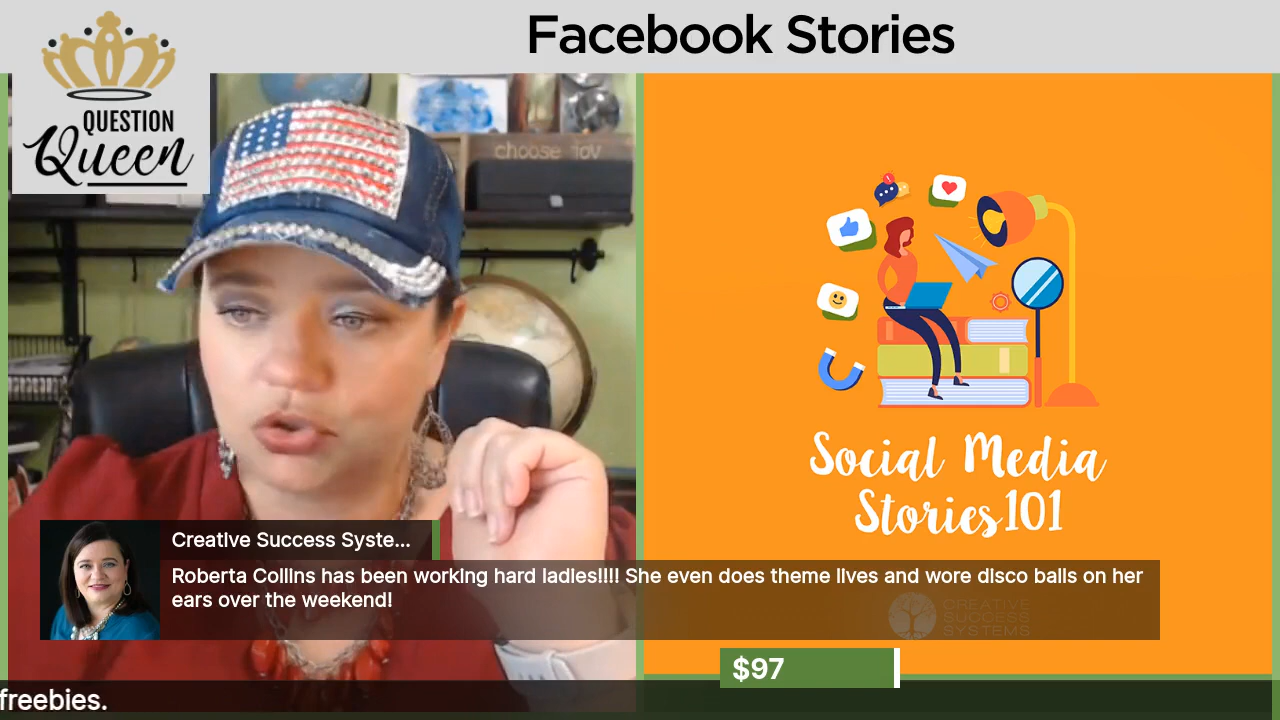 Facebook Stories
QUESTION
Queen
choose joy
Social Media
Stories 101
Creative Success Syste...
Roberta Collins has been working hard ladies!!!! She even does theme lives and wore disco balls on her
ears over the weekend!
CREATIVE
SUCCESS
SYSTEMS
$97
freebies.